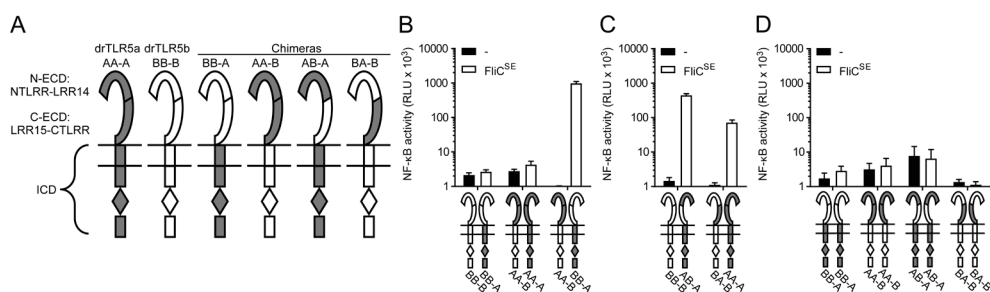 A
drTLR5a drTLR5b Chimeras
AA-A BB-B BB-A AA-B AB-A BA-B
N-ECD:
NTLRR-LRR14
C-ECD:
LRR15-CTLRR
ICD
B
NF-κB activity (RLU x 10³)
10000
1000
100
10
1
-
FliC^SE
BB-B BB-A AA-B AA-A AA-B BB-A
C
NF-κB activity (RLU x 10³)
10000
1000
100
10
1
-
FliC^SE
BB-B AB-A BA-B AA-A
D
NF-κB activity (RLU x 10³)
10000
1000
100
10
1
-
FliC^SE
BB-A BB-A AA-B AA-B AB-A AB-A BA-B BA-B